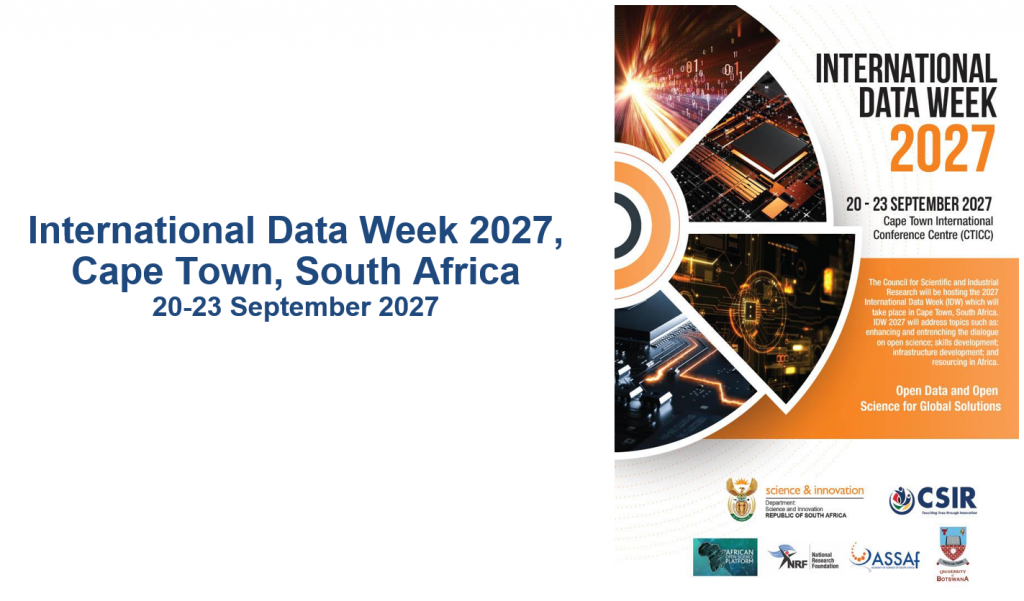 International Data Week 2027,
Cape Town, South Africa
20-23 September 2027
INTERNATIONAL
DATA WEEK
2027
20 - 23 SEPTEMBER 2027
Cape Town International
Conference Centre (CTICC)
The Council for Scientific and Industrial
Research will be hosting the 2027
International Data Week (IDW) which will
take place in Cape Town, South Africa.
IDW 2027 will address topics such as:
enhancing and entrenching the dialogue
on open science; skills development;
infrastructure development; and
resourcing in Africa.
Open Data and Open
Science for Global Solutions
science & innovation
Department:
Science and Innovation
REPUBLIC OF SOUTH AFRICA
CSIR
Touching lives through innovation
AFRICAN
OPEN SCIENCE
PLATFORM
NRF
National
Research
Foundation
ASSAf
UNIVERSITY
OF
BOTSWANA